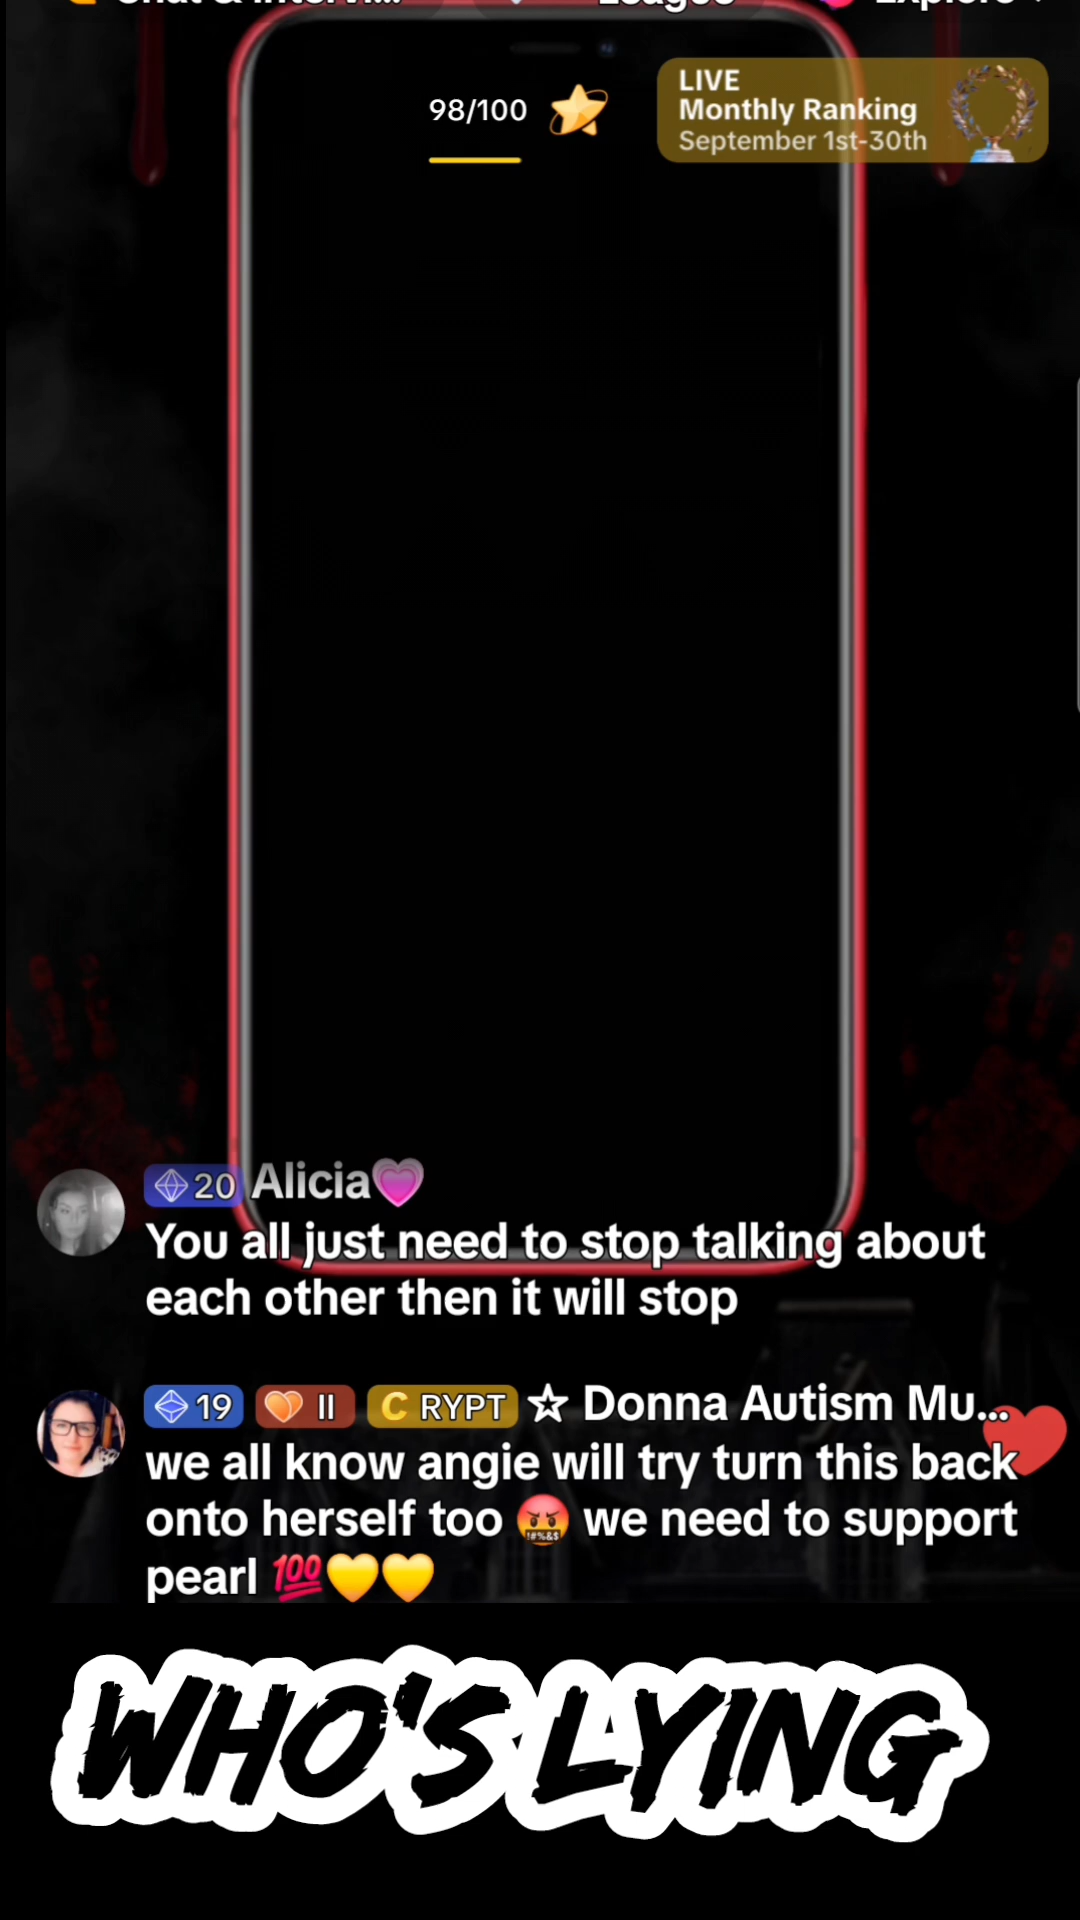 98/100
LIVE
Monthly Ranking
September 1st-30th
20 Alicia💗
You all just need to stop talking about
each other then it will stop
19 II C RYPT ☆ Donna Autism Mu...
we all know angie will try turn this back
onto herself too 🤬 we need to support
pearl 💯💛💛
WHO'S LYING